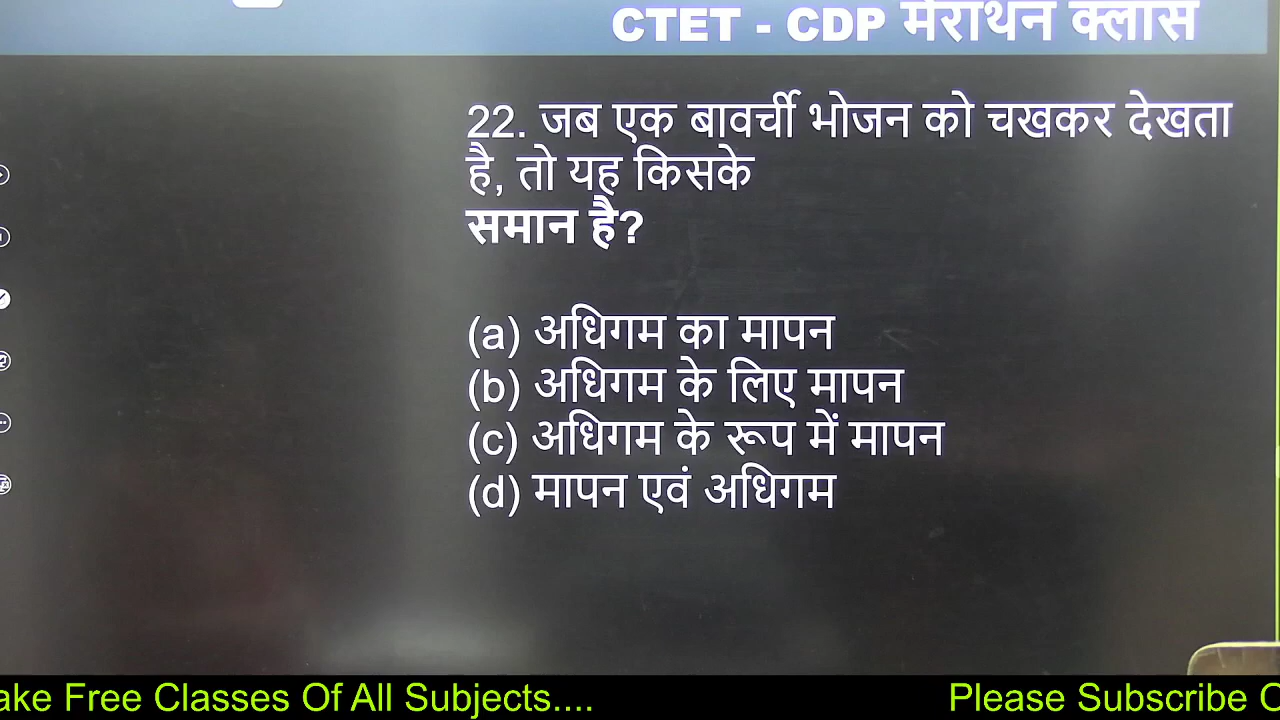 CTET - CDP मैराथन क्लास
22. जब एक बावर्ची भोजन को चखकर देखता
है, तो यह किसके
समान है?
(a) अधिगम का मापन
(b) अधिगम के लिए मापन
(c) अधिगम के रूप में मापन
(d) मापन एवं अधिगम
ake Free Classes Of All Subjects.... Please Subscribe